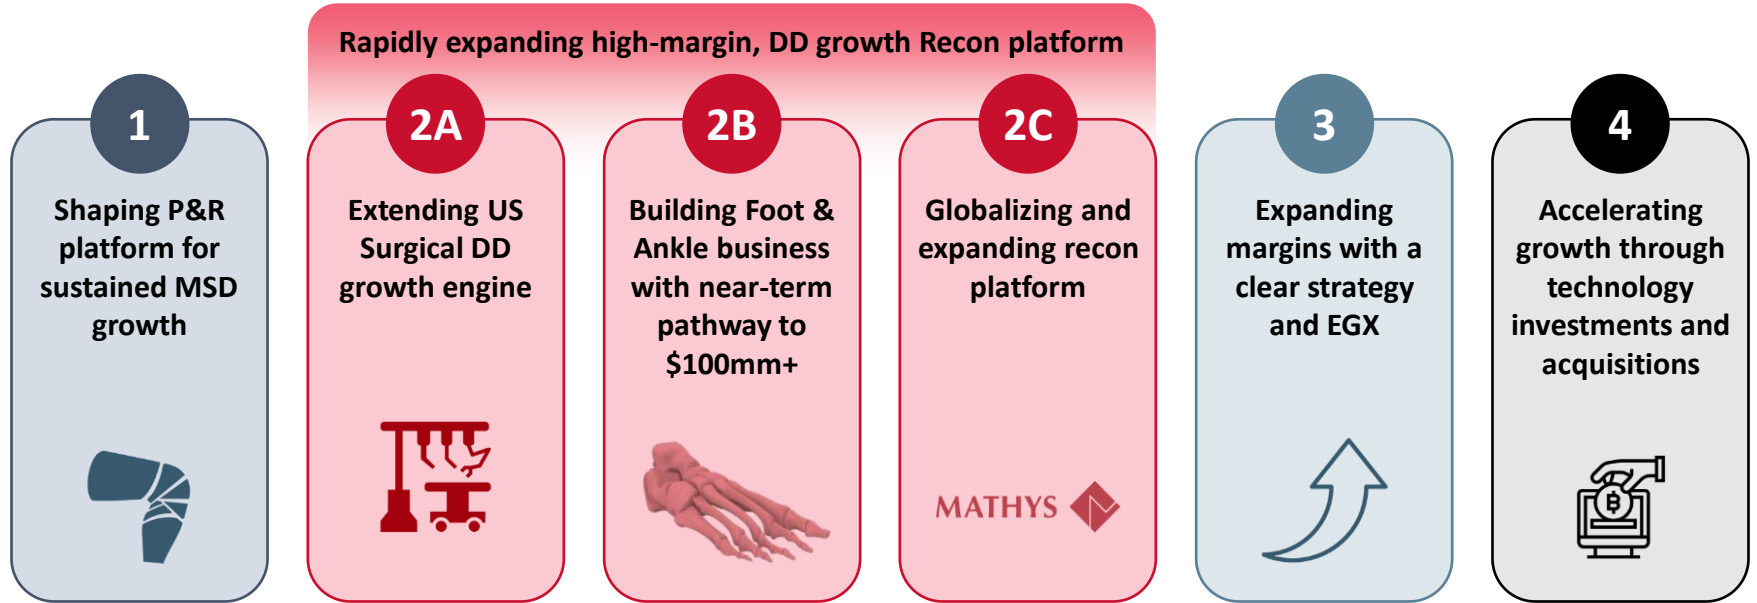 Rapidly expanding high-margin, DD growth Recon platform
1
Shaping P&R
platform for
sustained MSD
growth
2A
Extending US
Surgical DD
growth engine
2B
Building Foot &
Ankle business
with near-term
pathway to
$100mm+
2C
Globalizing and
expanding recon
platform
MATHYS
3
Expanding
margins with a
clear strategy
and EGX
4
Accelerating
growth through
technology
investments and
acquisitions